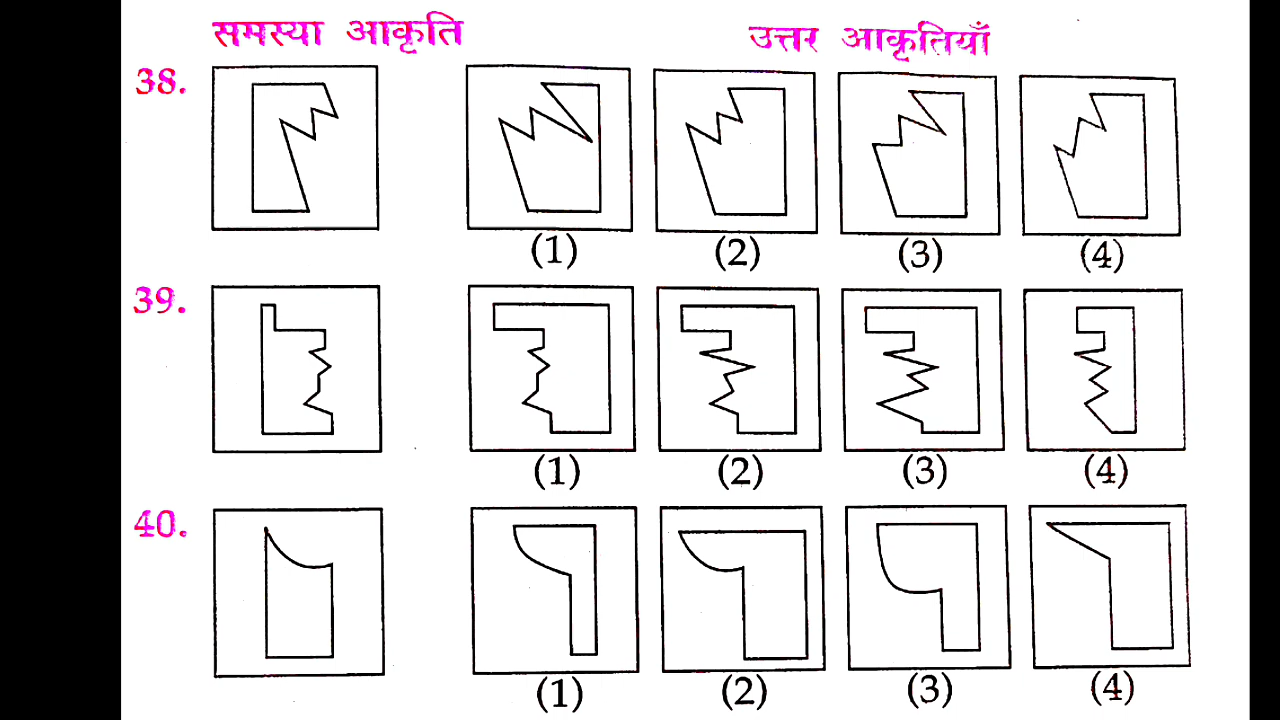 समस्या आकृति उत्तर आकृतियाँ
38.
(1) (2) (3) (4)
39.
(1) (2) (3) (4)
40.
(1) (2) (3) (4)